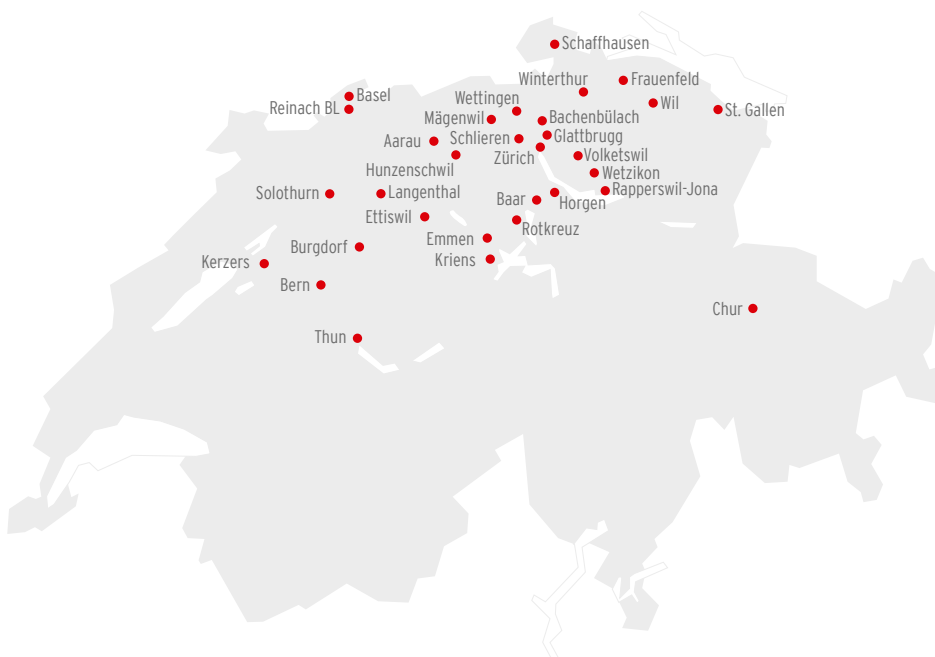 Schaffhausen
Winterthur
Frauenfeld
Basel
Wil
Reinach BL
Wettingen
St. Gallen
Mägenwil
Bachenbülach
Aarau
Schlieren
Glattbrugg
Zürich
Volketswil
Hunzenschwil
Wetzikon
Solothurn
Langenthal
Baar
Horgen
Rapperswil-Jona
Ettiswil
Rotkreuz
Emmen
Burgdorf
Kriens
Kerzers
Bern
Chur
Thun